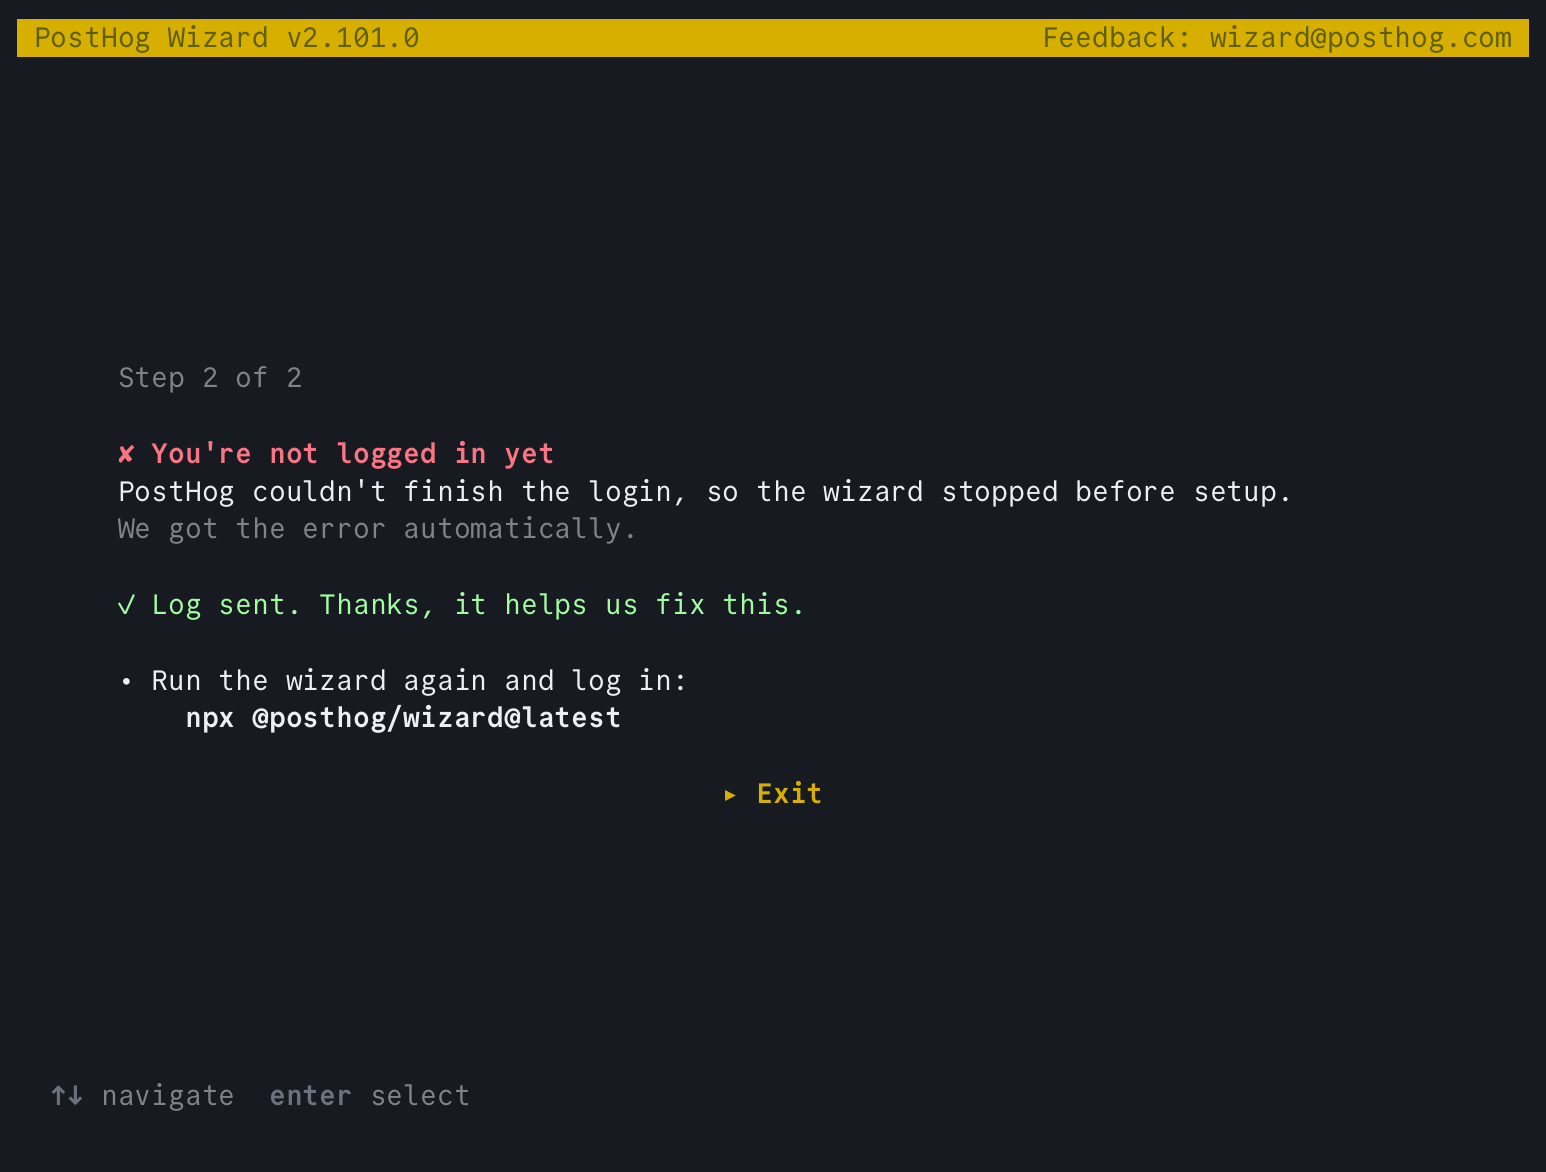 PostHog Wizard v2.101.0 Feedback: wizard@posthog.com
Step 2 of 2
✘ You're not logged in yet
PostHog couldn't finish the login, so the wizard stopped before setup.
We got the error automatically.
✓ Log sent. Thanks, it helps us fix this.
• Run the wizard again and log in:
npx @posthog/wizard@latest
▸ Exit
↑↓ navigate enter select